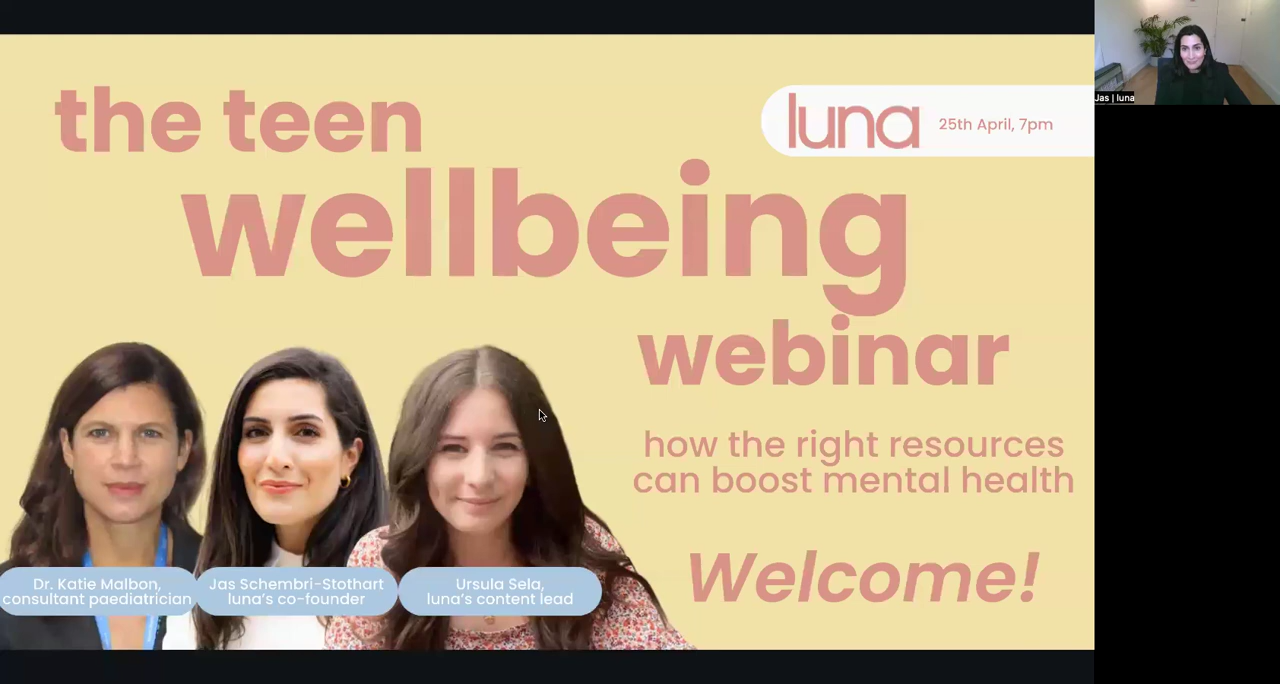 the teen
wellbeing
webinar
luna
25th April, 7pm
how the right resources
can boost mental health
Welcome!
Dr. Katie Malbon,
consultant paediatrician
Jas Schembri-Stothart
luna's co-founder
Ursula Sela,
luna's content lead
Jas | luna